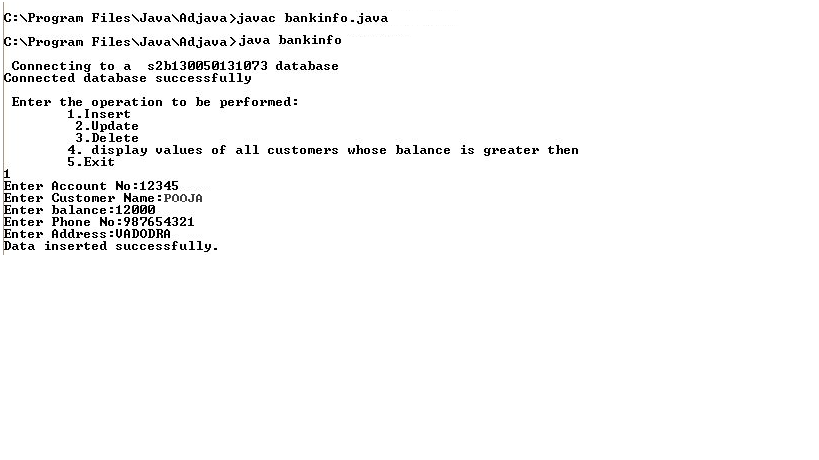 C:\Program Files\Java\Adjava>javac bankinfo.java
C:\Program Files\Java\Adjava>java bankinfo
Connecting to a  s2b130050131073 database
Connected database successfully
Enter the operation to be performed:
1.Insert
2.Update
3.Delete
4. display values of all customers whose balance is greater then
5.Exit
1
Enter Account No:12345
Enter Customer Name:POOJA
Enter balance:12000
Enter Phone No:987654321
Enter Address:VADODRA
Data inserted successfully.